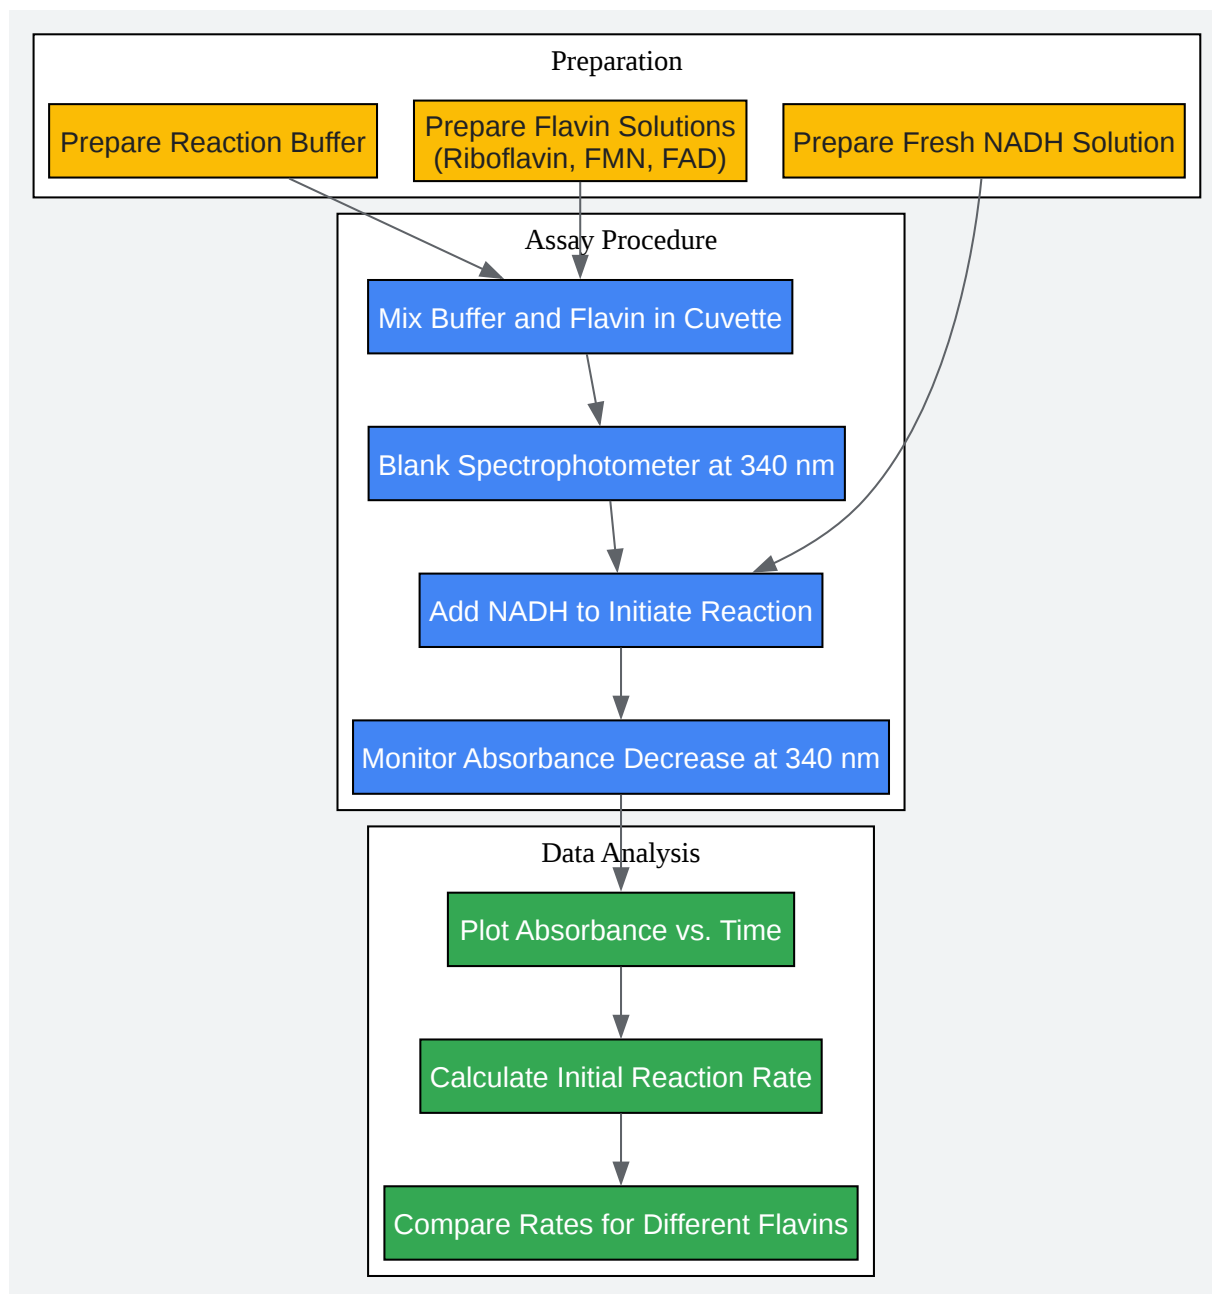 Preparation
Prepare Reaction Buffer
Prepare Flavin Solutions
(Riboflavin, FMN, FAD)
Prepare Fresh NADH Solution
Assay Procedure
Mix Buffer and Flavin in Cuvette
Blank Spectrophotometer at 340 nm
Add NADH to Initiate Reaction
Monitor Absorbance Decrease at 340 nm
Data Analysis
Plot Absorbance vs. Time
Calculate Initial Reaction Rate
Compare Rates for Different Flavins